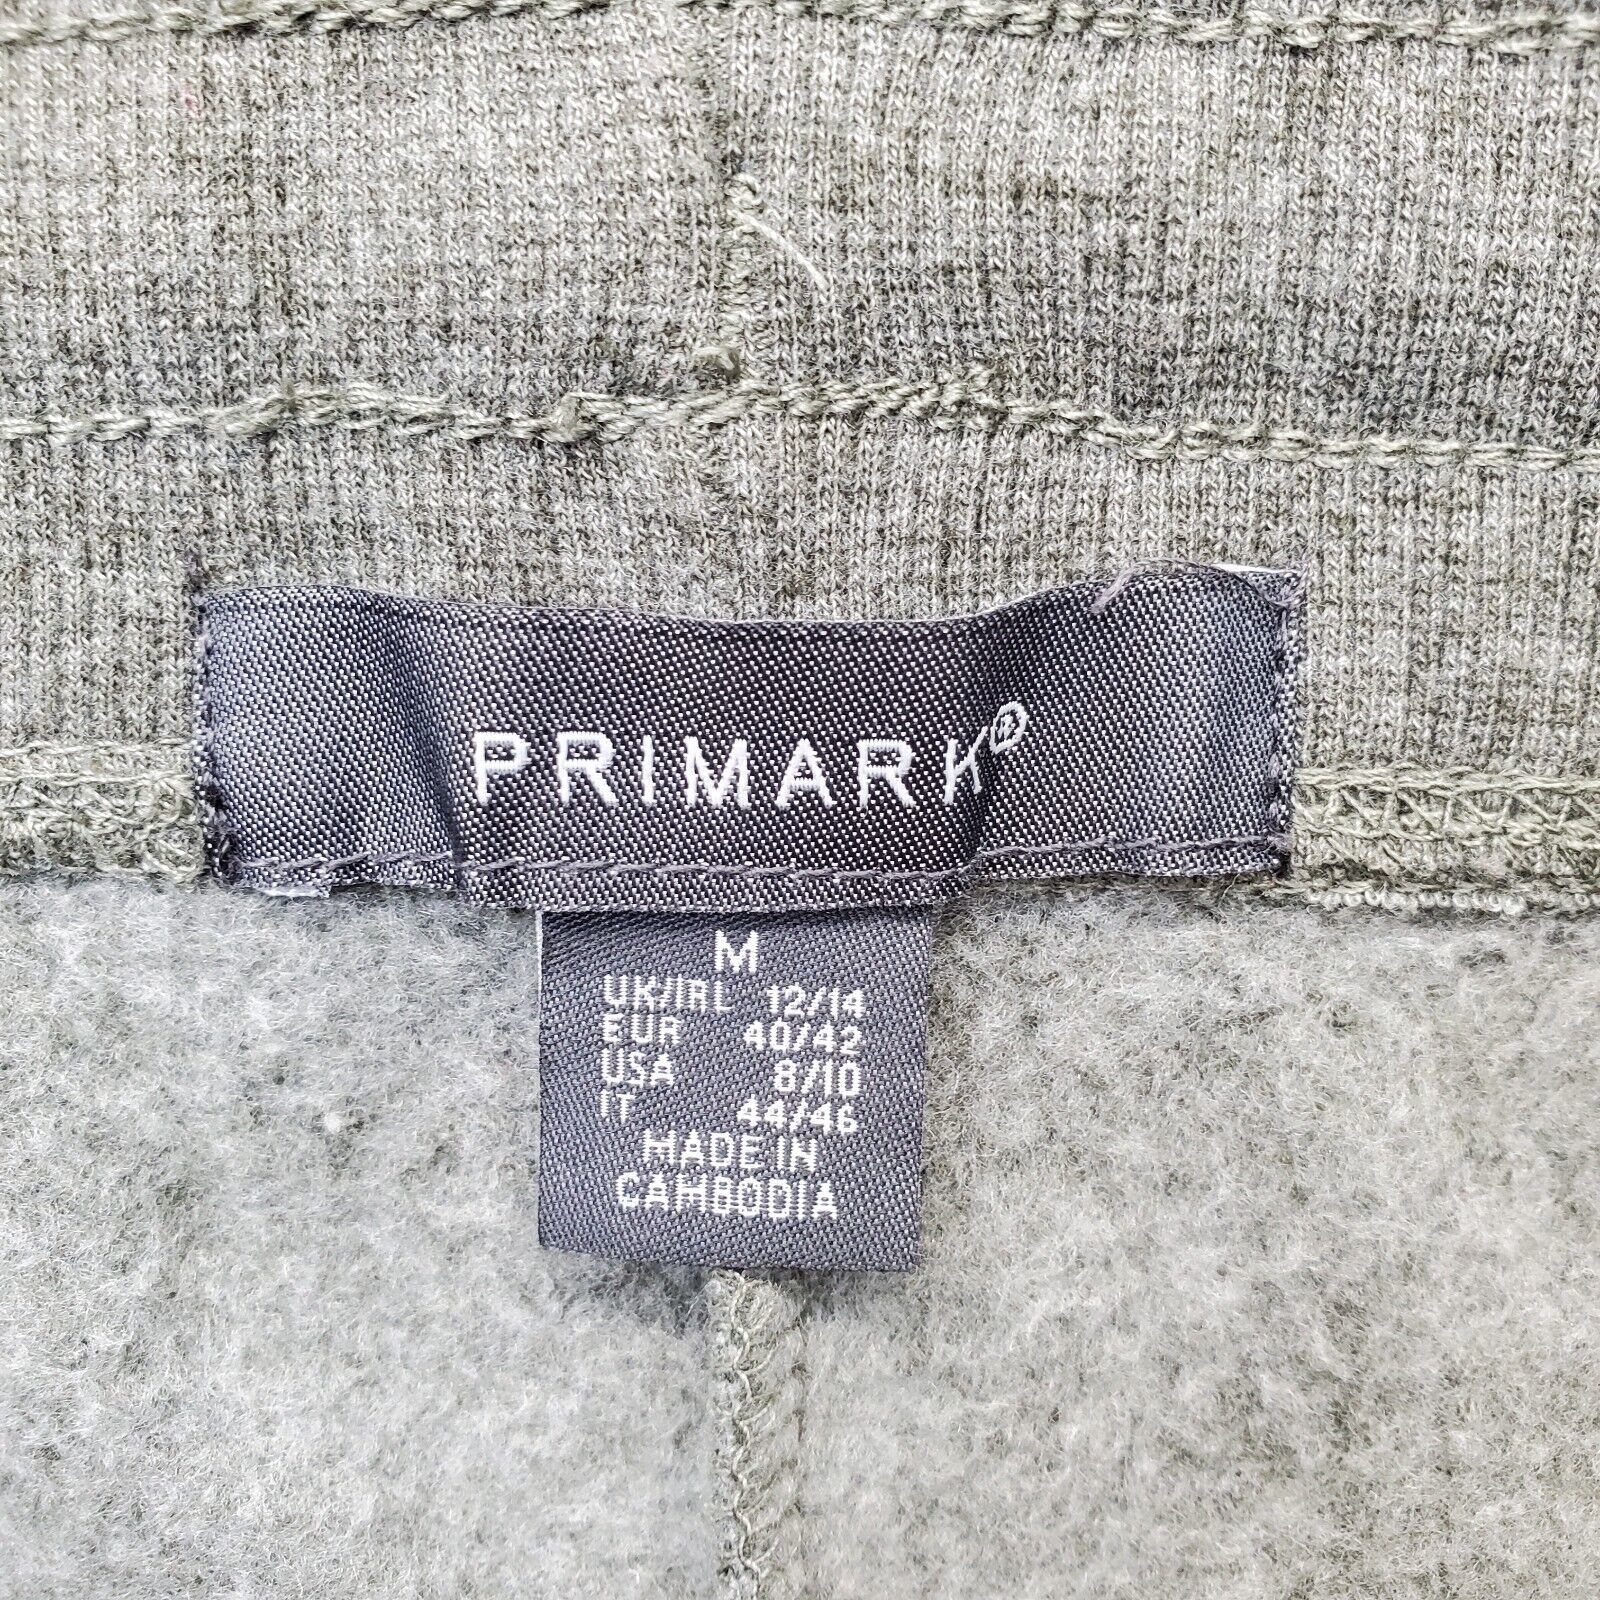 PRIMARK®
M
UK/IRL 12/14
EUR 40/42
USA 8/10
IT 44/46
MADE IN
CAMBODIA